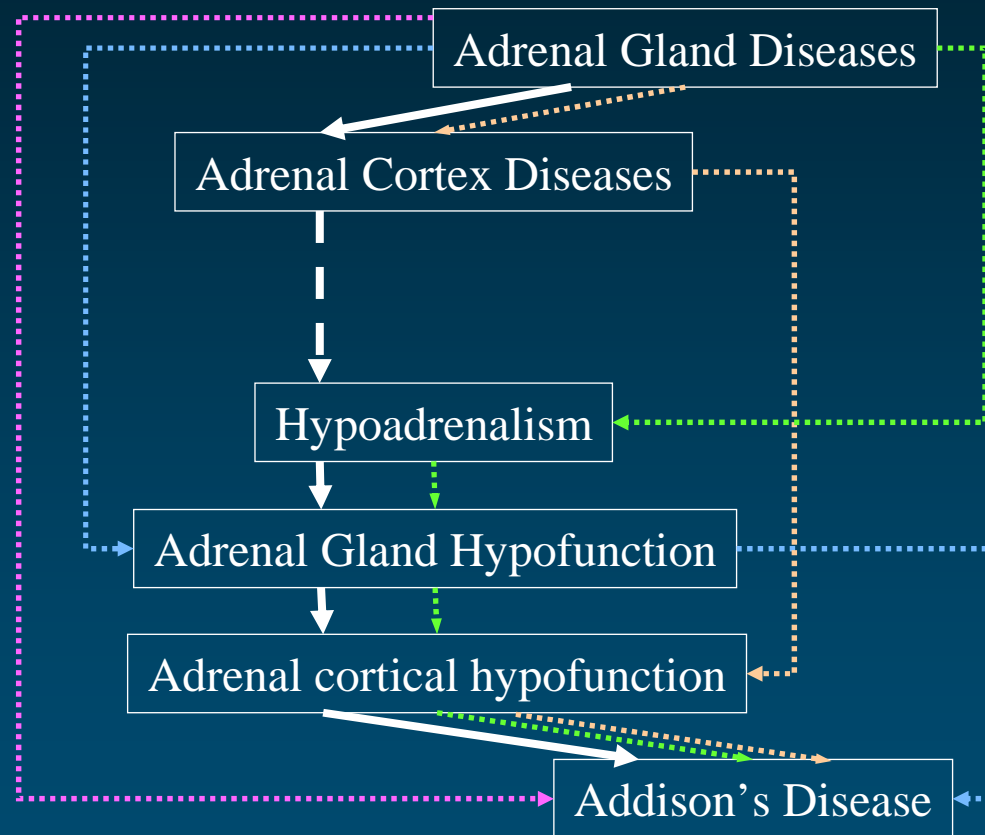 Adrenal Gland Diseases
Adrenal Cortex Diseases
Hypoadrenalism
Adrenal Gland Hypofunction
Adrenal cortical hypofunction
Addison’s Disease